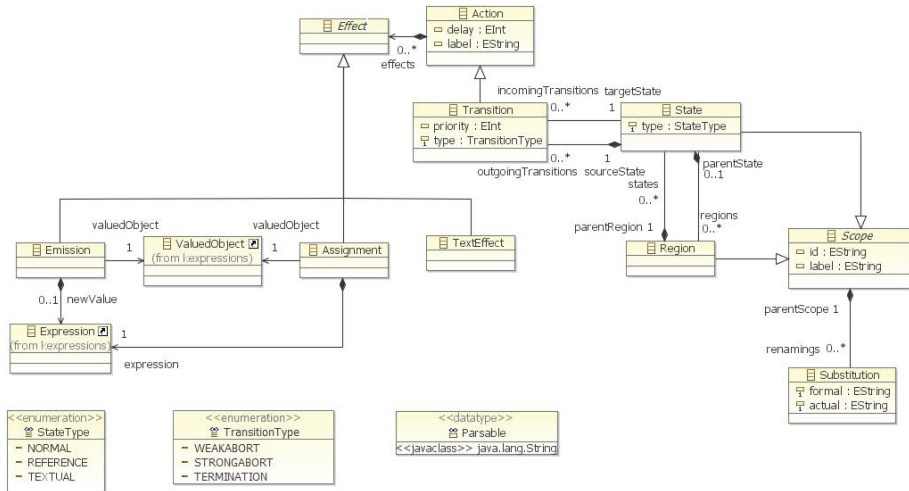 Effect
Action
delay : EInt
label : EString
0..*
effects
incomingTransitions targetState
0..*
1
Transition
priority : EInt
type : TransitionType
State
type : StateType
0..*
1
outgoingTransitions sourceState
states
0..*
parentState
0..1
parentRegion 1
regions
0..*
Region
Scope
id : EString
label : EString
valuedObject
1
valuedObject
1
Emission
ValuedObject
(from kexpressions)
Assignment
TextEffect
0..1 newValue
Expression
(from kexpressions)
1
expression
parentScope 1
renamings 0..*
Substitution
formal : EString
actual : EString
<<enumeration>>
StateType
NORMAL
REFERENCE
TEXTUAL
<<enumeration>>
TransitionType
WEAKABORT
STRONGABORT
TERMINATION
<<datatype>>
Parsable
<<javaclass>> java.lang.String